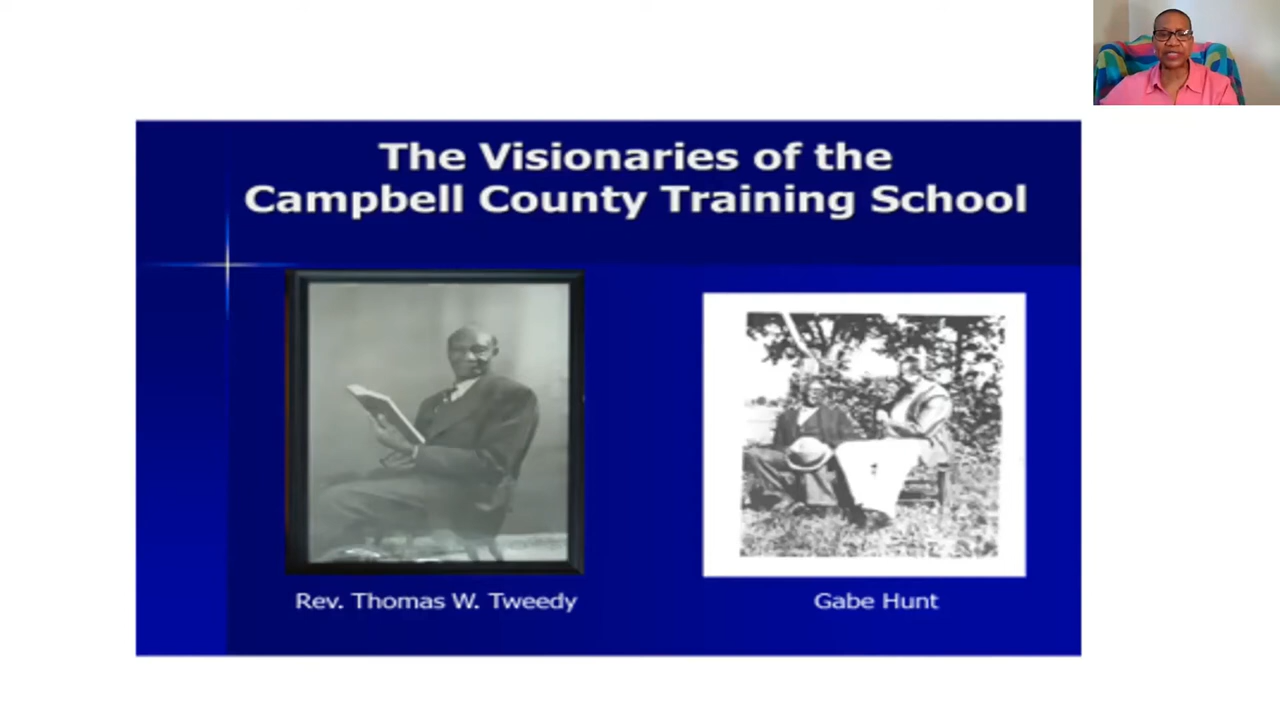 The Visionaries of the
Campbell County Training School
Rev. Thomas W. Tweedy
Gabe Hunt